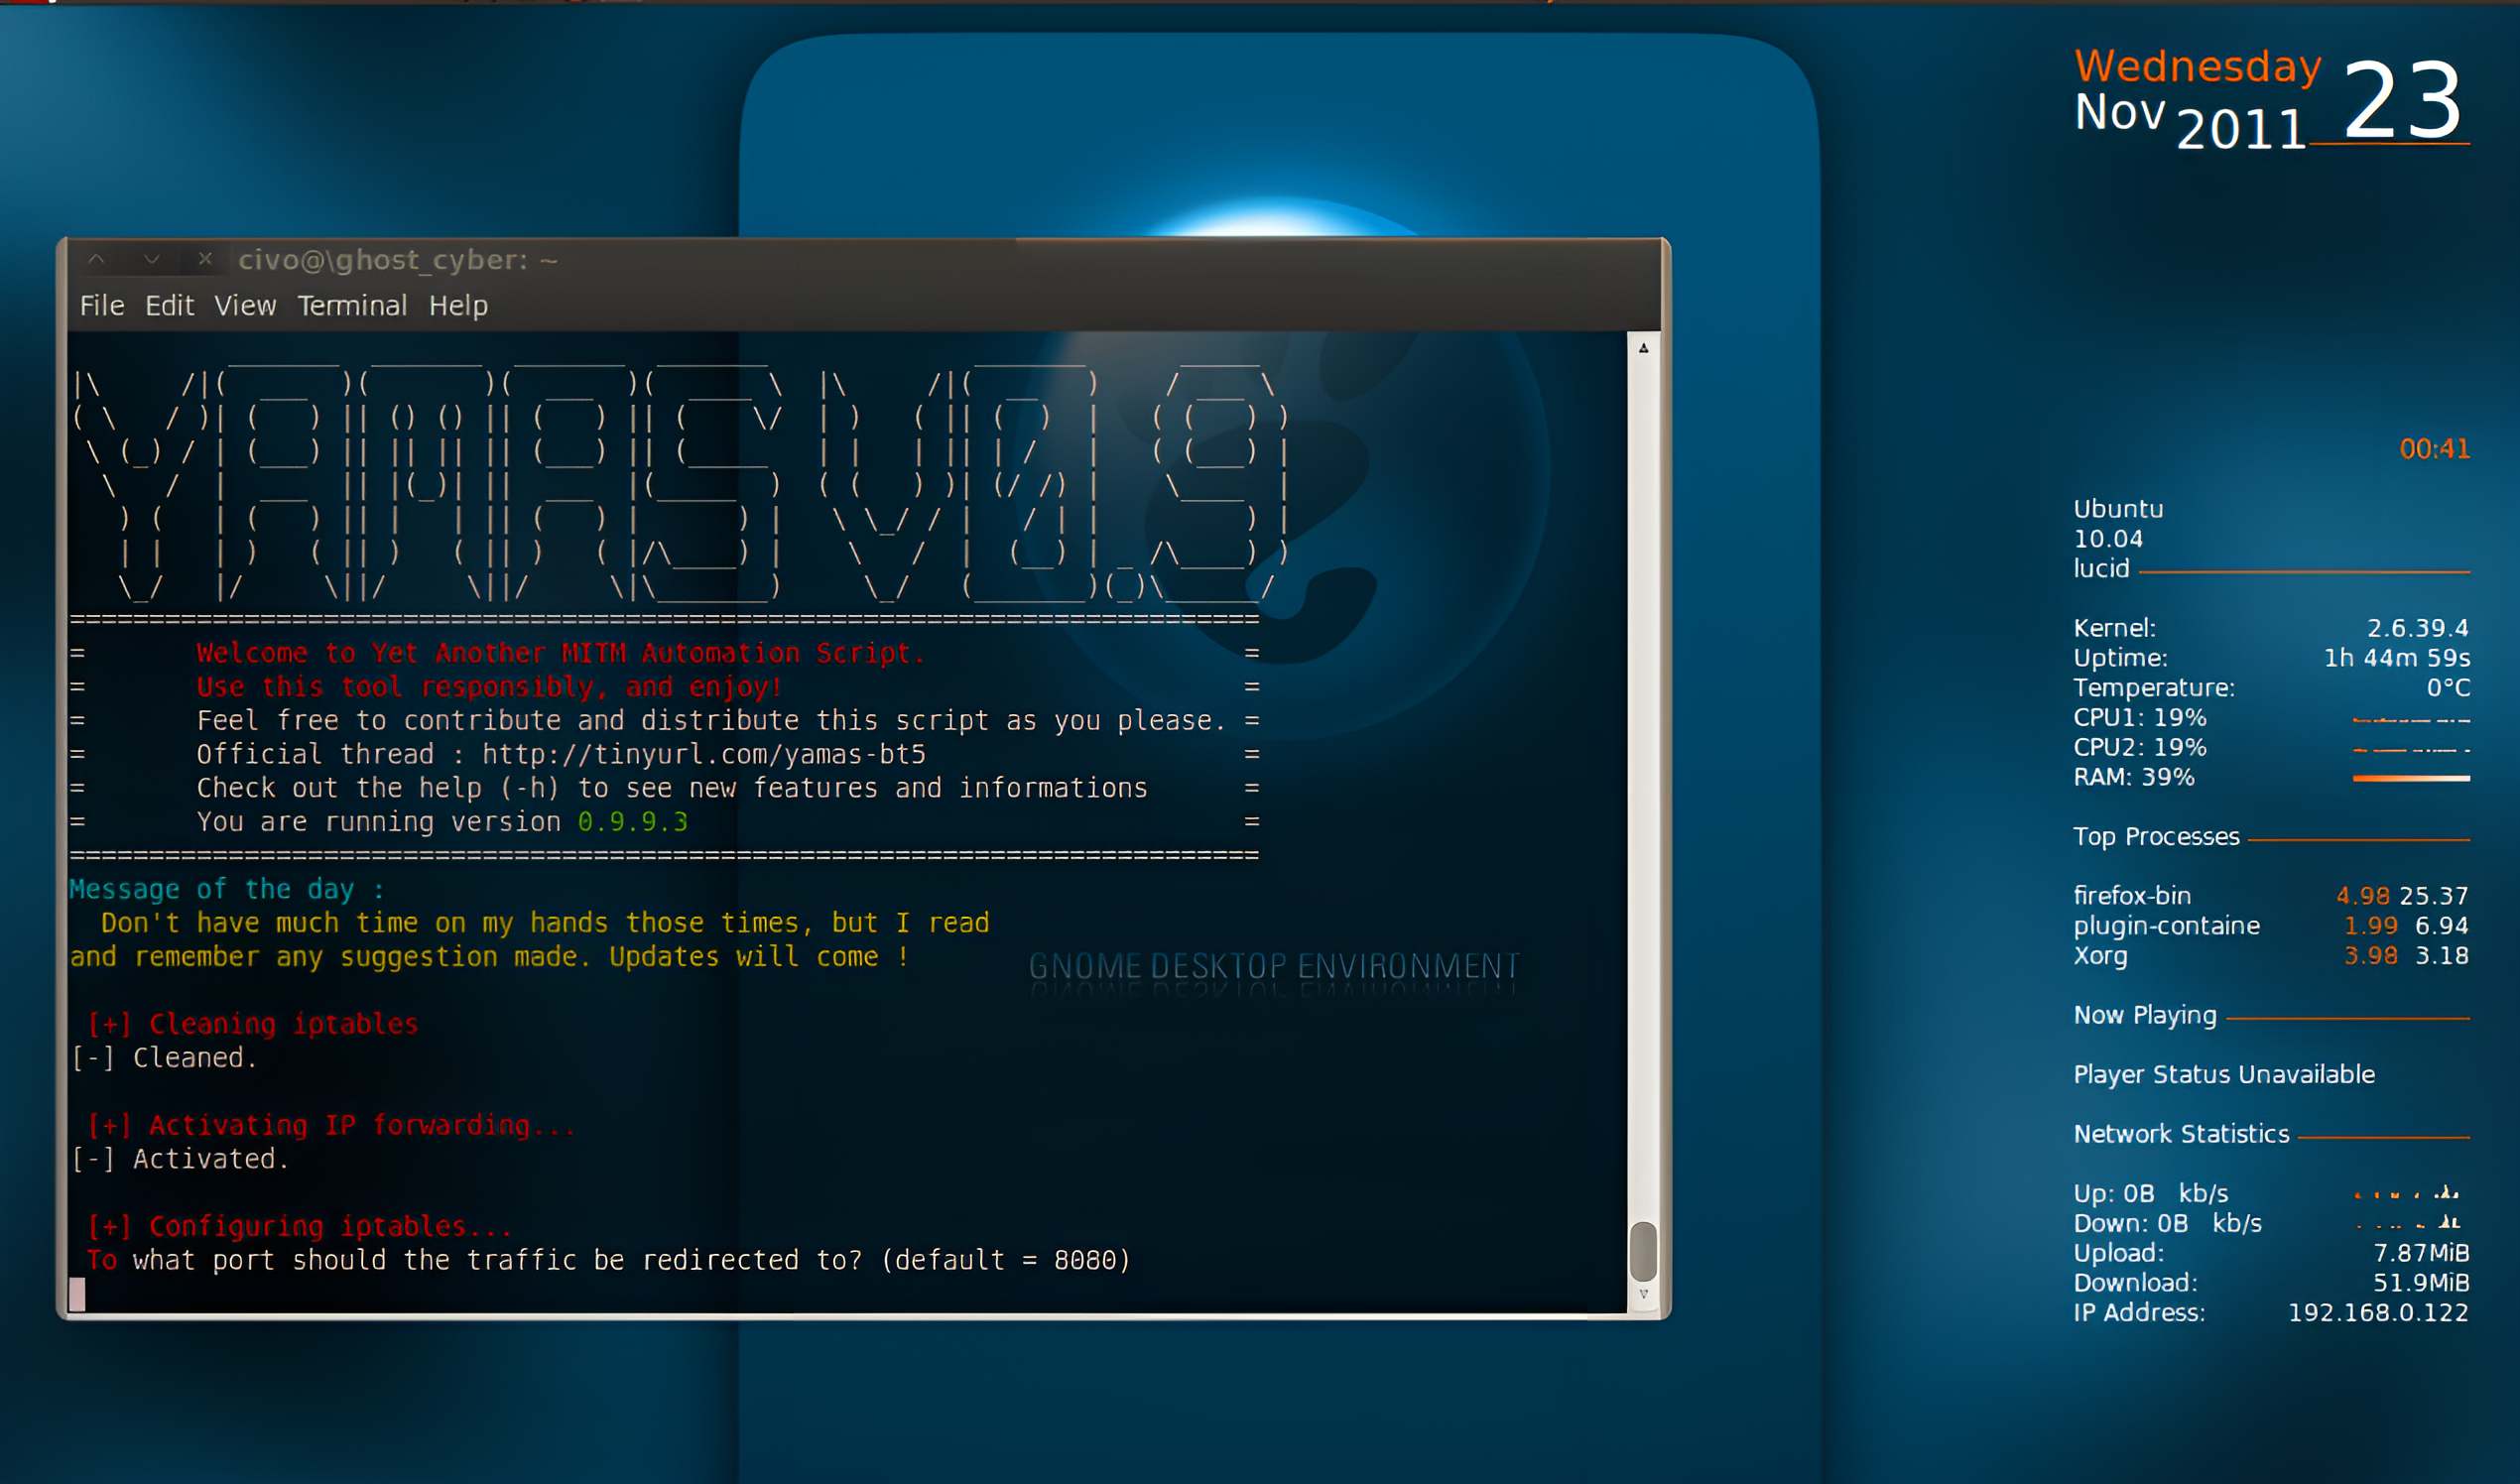 Wednesday 23
Nov 2011
civo@\ghost_cyber: ~
File Edit View Terminal Help
YAMAS V0.9
==========================================================================
= Welcome to Yet Another MITM Automation Script. =
= Use this tool responsibly, and enjoy! =
= Feel free to contribute and distribute this script as you please. =
= Official thread : http://tinyurl.com/yamas-bt5 =
= Check out the help (-h) to see new features and informations =
= You are running version 0.9.9.3 =
==========================================================================
Message of the day :
Don't have much time on my hands those times, but I read
and remember any suggestion made. Updates will come !
[+] Cleaning iptables
[-] Cleaned.
[+] Activating IP forwarding...
[-] Activated.
[+] Configuring iptables...
To what port should the traffic be redirected to? (default = 8080)
GNOME DESKTOP ENVIRONMENT
00:41
Ubuntu
10.04
lucid
Kernel: 2.6.39.4
Uptime: 1h 44m 59s
Temperature: 0°C
CPU1: 19%
CPU2: 19%
RAM: 39%
Top Processes
firefox-bin 4.98 25.37
plugin-containe 1.99 6.94
Xorg 3.98 3.18
Now Playing
Player Status Unavailable
Network Statistics
Up: 0B kb/s
Down: 0B kb/s
Upload: 7.87MiB
Download: 51.9MiB
IP Address: 192.168.0.122